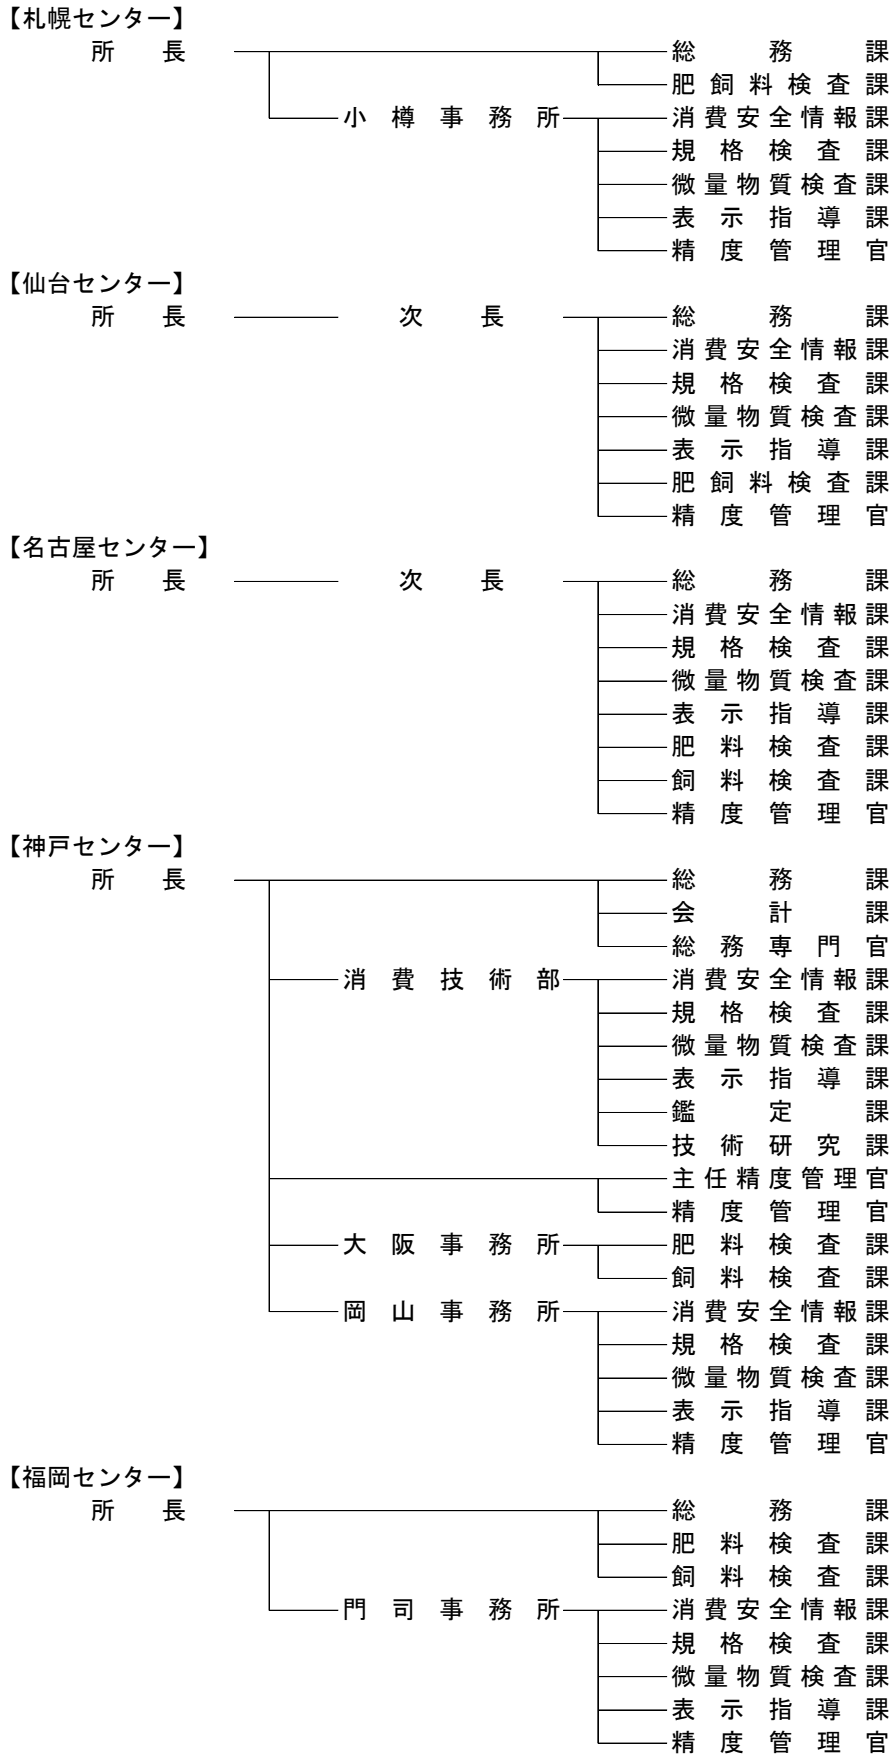 【札幌センター】
所長 総務課
肥飼料検査課
小樽事務所 消費安全情報課
規格検査課
微量物質検査課
表示指導課
精度管理官
【仙台センター】
所長 次長 総務課
消費安全情報課
規格検査課
微量物質検査課
表示指導課
肥飼料検査課
精度管理官
【名古屋センター】
所長 次長 総務課
消費安全情報課
規格検査課
微量物質検査課
表示指導課
肥料検査課
飼料検査課
精度管理官
【神戸センター】
所長 総務課
会計課
総務専門官
消費技術部 消費安全情報課
規格検査課
微量物質検査課
表示指導課
鑑定課
技術研究課
主任精度管理官
精度管理官
大阪事務所 肥料検査課
飼料検査課
岡山事務所 消費安全情報課
規格検査課
微量物質検査課
表示指導課
精度管理官
【福岡センター】
所長 総務課
肥料検査課
飼料検査課
門司事務所 消費安全情報課
規格検査課
微量物質検査課
表示指導課
精度管理官